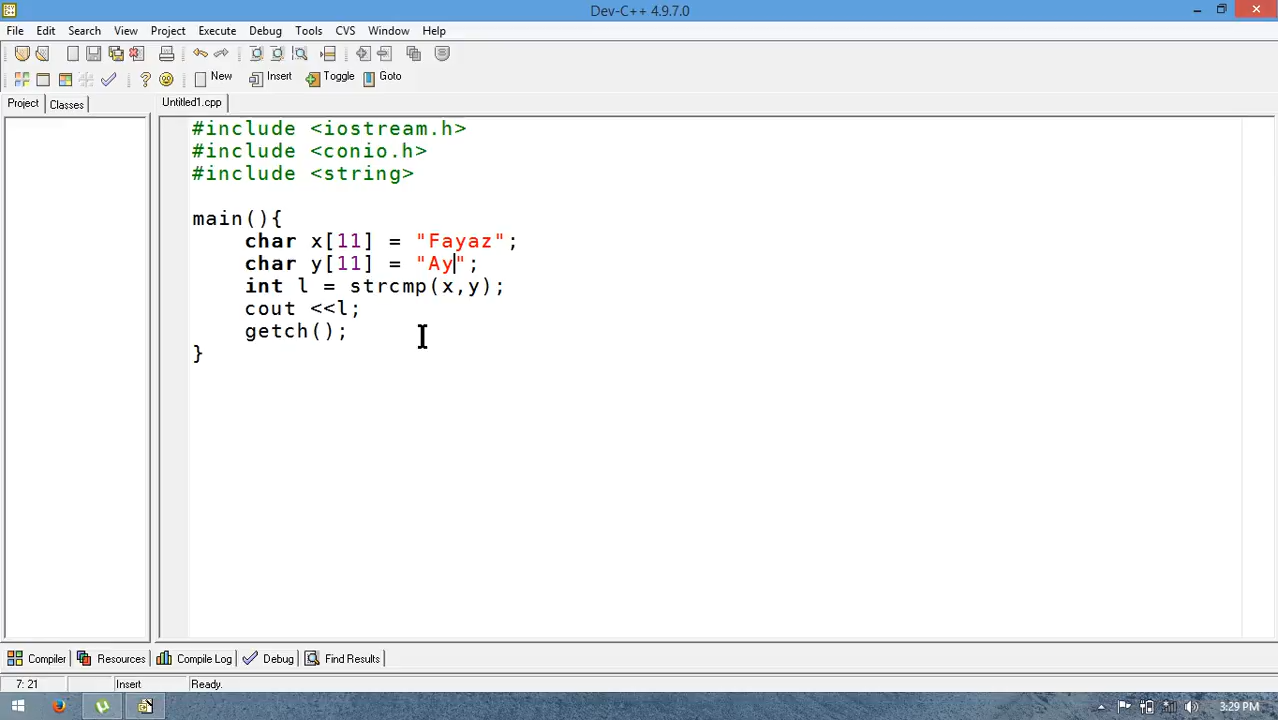 Dev-C++ 4.9.7.0
File Edit Search View Project Execute Debug Tools CVS Window Help
New Insert Toggle Goto
Project Classes Untitled1.cpp
#include <iostream.h>
#include <conio.h>
#include <string>
main(){
char x[11] = "Fayaz";
char y[11] = "Ay";
int l = strcmp(x,y);
cout <<l;
getch();
}
Compiler Resources Compile Log Debug Find Results
7: 21 Insert Ready.
3:29 PM